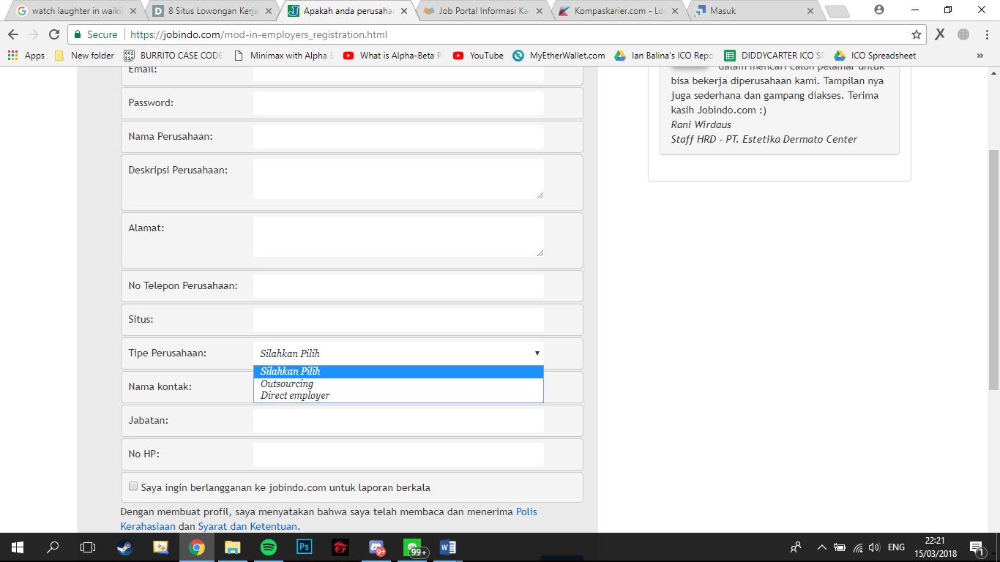 watch laughter in waikik
8 Situs Lowongan Kerja
Apakah anda perusaha
Job Portal Informasi Ka
Kompaskarier.com - Lo
Masuk
Secure
https://jobindo.com/mod-in-employers_registration.html
Apps
New folder
BURRITO CASE CODE
Minimax with Alpha B
What is Alpha-Beta P
YouTube
MyEtherWallet.com
Ian Balina's ICO Repo
DIDDYCARTER ICO SP
ICO Spreadsheet
Email:
Password:
Nama Perusahaan:
Deskripsi Perusahaan:
Alamat:
No Telepon Perusahaan:
Situs:
Tipe Perusahaan:
Silahkan Pilih
Silahkan Pilih
Outsourcing
Direct employer
Nama kontak:
Jabatan:
No HP:
Saya ingin berlangganan ke jobindo.com untuk laporan berkala
Dengan membuat profil, saya menyatakan bahwa saya telah membaca dan menerima Polis
Kerahasiaan dan Syarat dan Ketentuan.
dalam mencari calon pelamar untuk
bisa bekerja diperusahaan kami. Tampilan nya
juga sederhana dan gampang diakses. Terima
kasih Jobindo.com :)
Rani Wirdaus
Staff HRD - PT. Estetika Dermato Center
Ps
9+
99+
ENG
22:21
15/03/2018
1